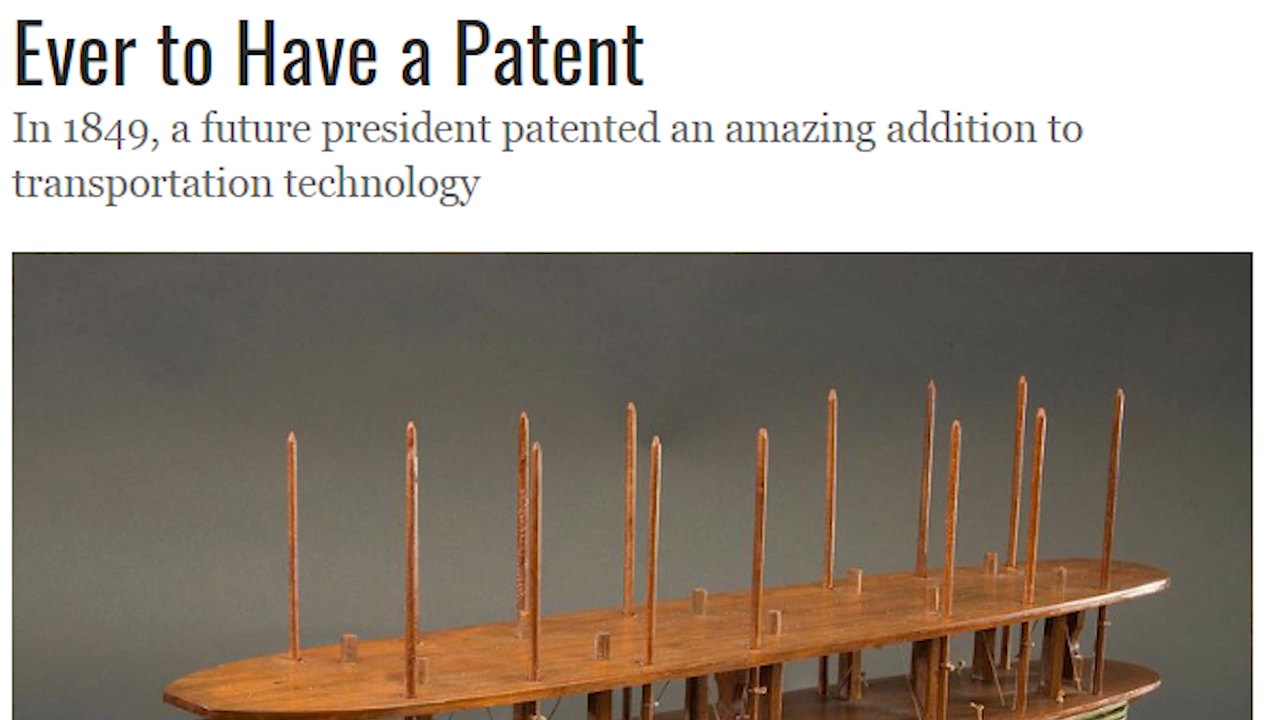 Ever to Have a Patent
In 1849, a future president patented an amazing addition to
transportation technology